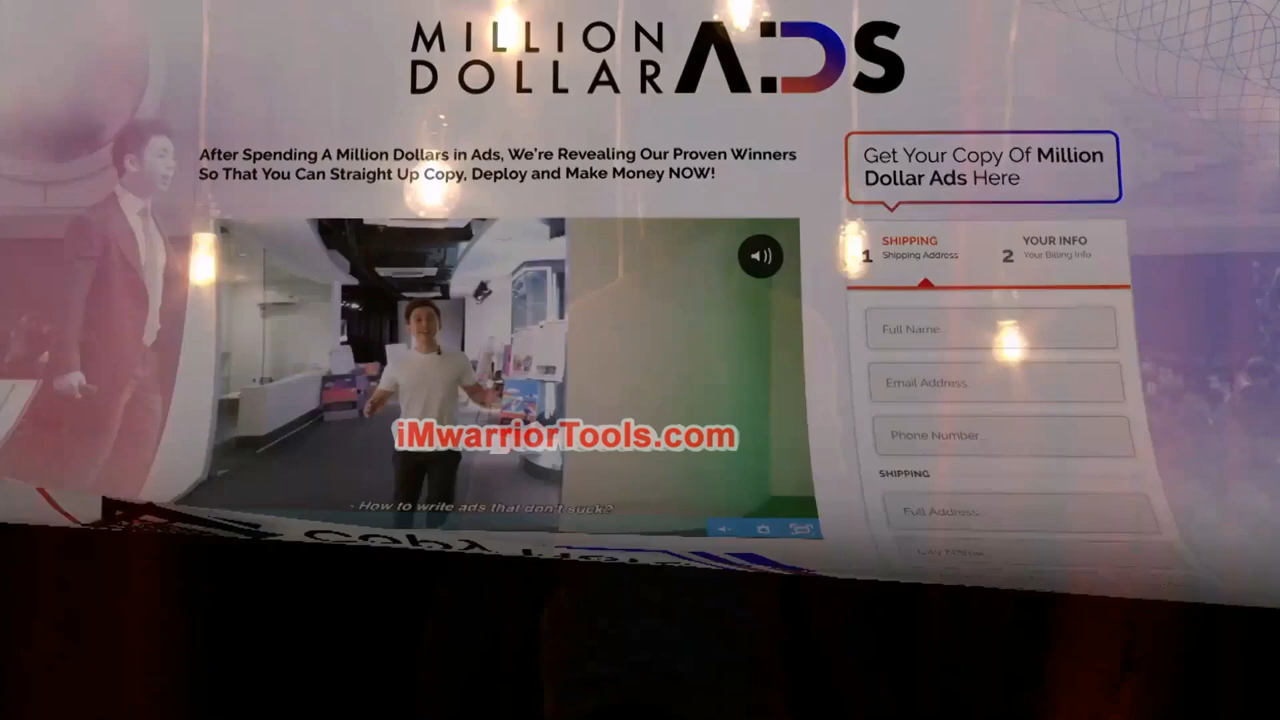 MILLION
DOLLAR
ADS
After Spending A Million Dollars in Ads, We're Revealing Our Proven Winners
So That You Can Straight Up Copy, Deploy and Make Money NOW!
Get Your Copy Of Million
Dollar Ads Here
1 SHIPPING
Shipping Address
2 YOUR INFO
Your Billing Info
Full Name
Email Address
Phone Number
iMwarriorTools.com
SHIPPING
- How to write ads that don't suck?
Full Address